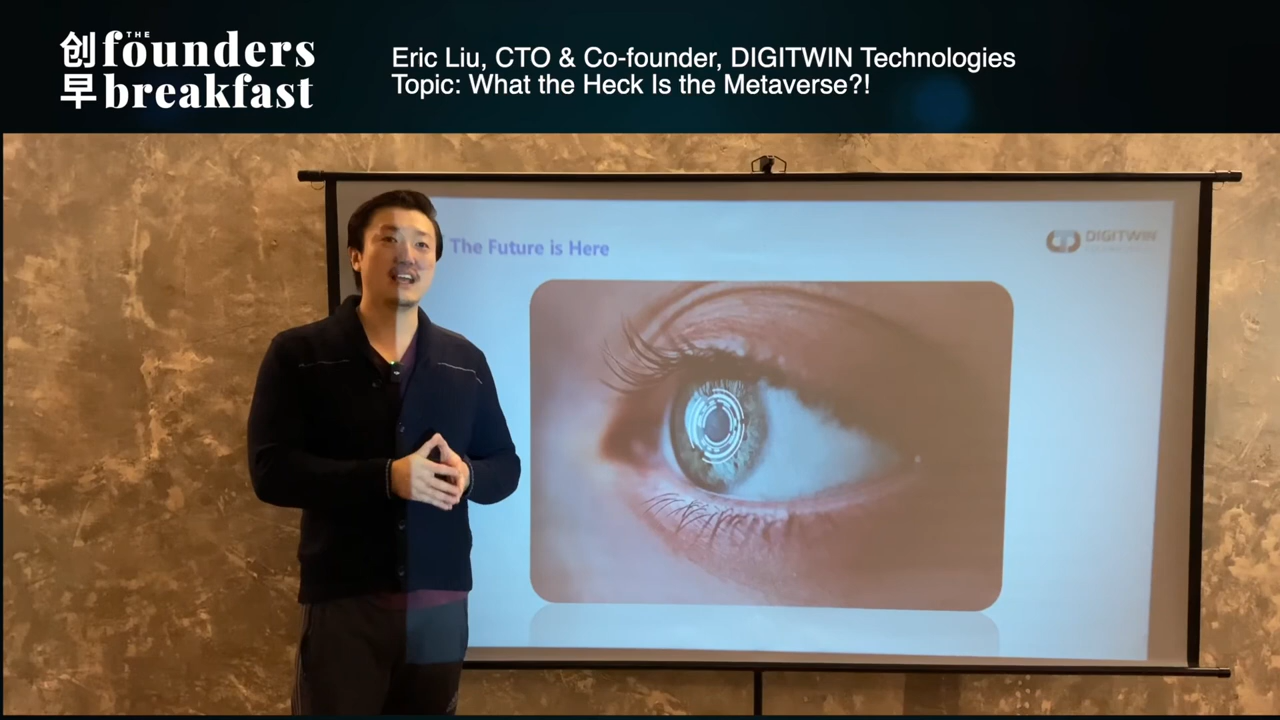 创 THE founders
早 breakfast
Eric Liu, CTO & Co-founder, DIGITWIN Technologies
Topic: What the Heck Is the Metaverse?!
The Future is Here
DIGITWIN